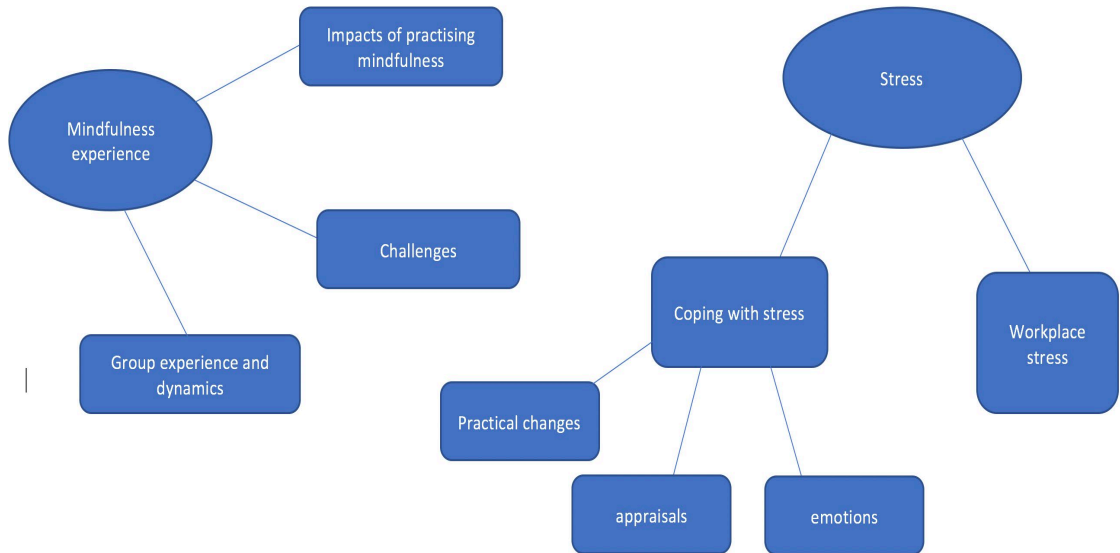 Impacts of practising
mindfulness
Mindfulness
experience
Challenges
Group experience and
dynamics
Stress
Coping with stress
Workplace
stress
Practical changes
appraisals
emotions